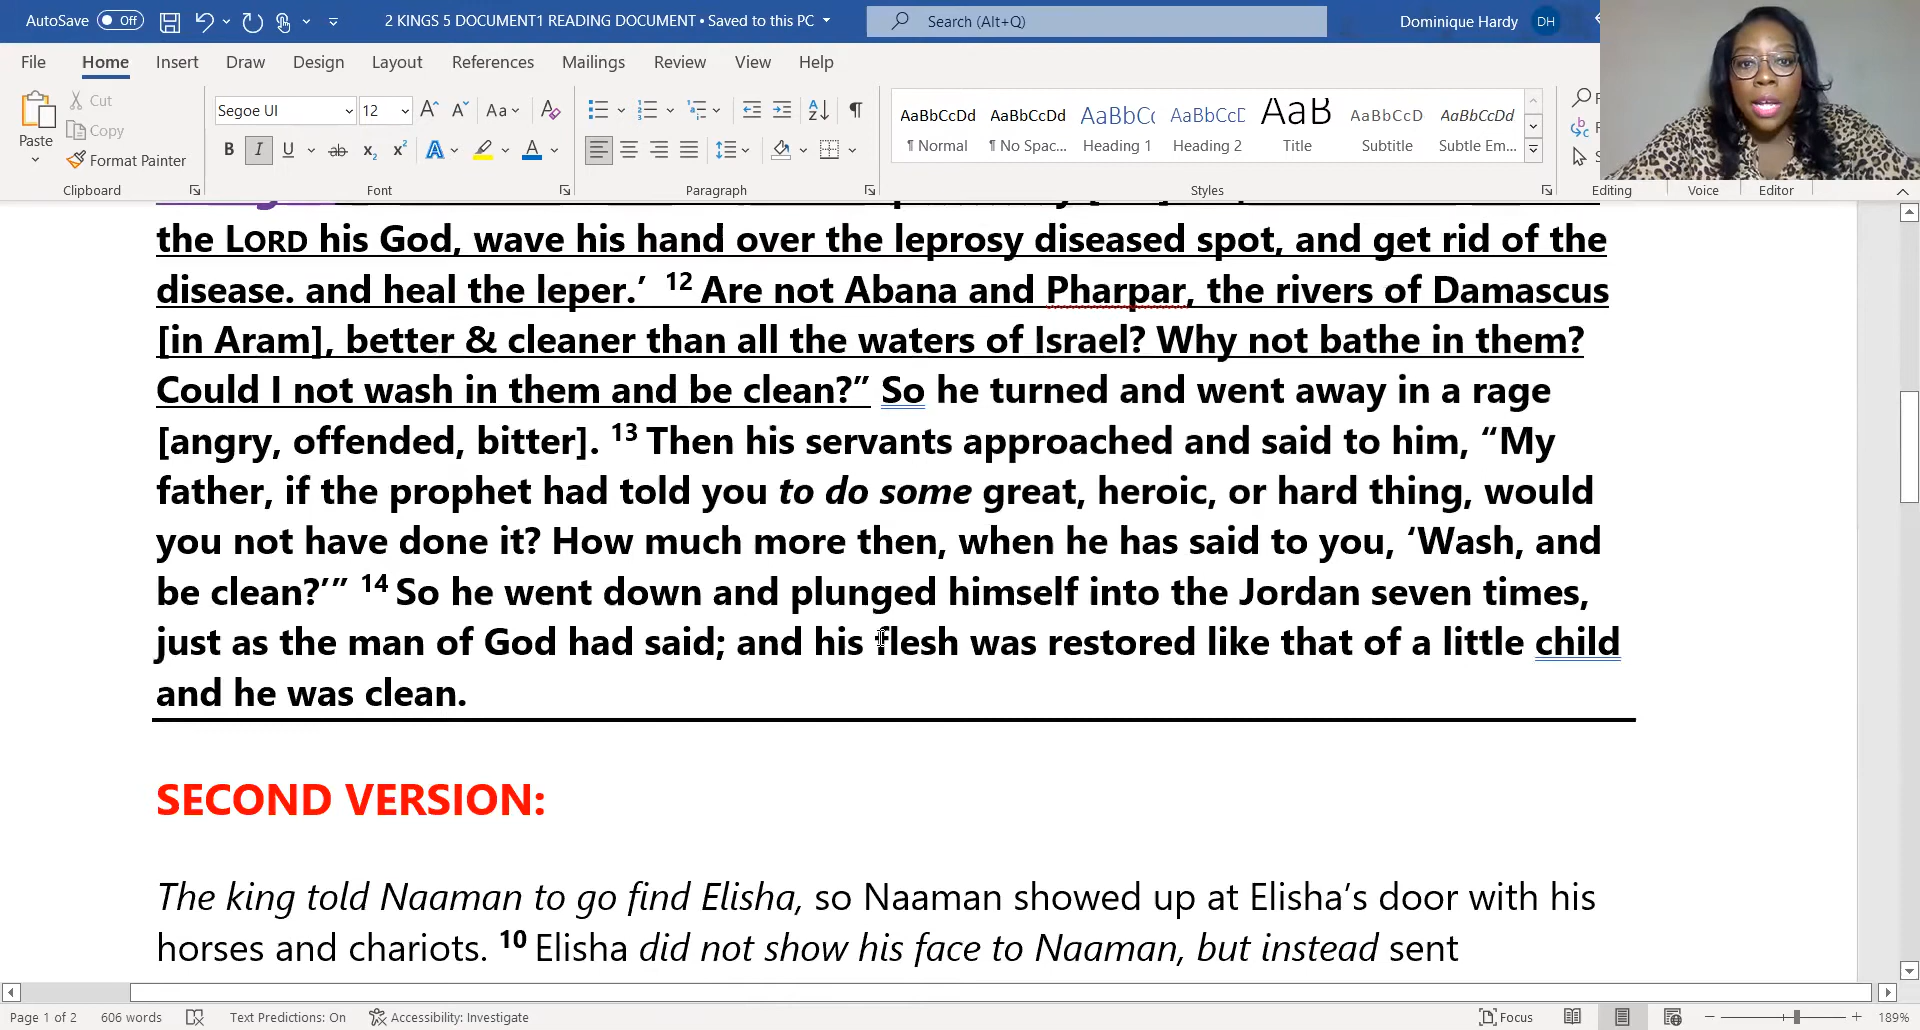 AutoSave Off 2 KINGS 5 DOCUMENT1 READING DOCUMENT • Saved to this PC Search (Alt+Q) Dominique Hardy DH
File Home Insert Draw Design Layout References Mailings Review View Help
Paste Cut Copy Format Painter
Segoe UI 12 Aa
B I U ab x₂ x² A A
AaBbCcDd AaBbCcDd AaBbCc AaBbCcD AaB AaBbCcD AaBbCcDd
¶ Normal ¶ No Spac... Heading 1 Heading 2 Title Subtitle Subtle Em...
Clipboard Font Paragraph Styles Editing Voice Editor
the LORD his God, wave his hand over the leprosy diseased spot, and get rid of the
disease. and heal the leper.’ 12 Are not Abana and Pharpar, the rivers of Damascus
[in Aram], better & cleaner than all the waters of Israel? Why not bathe in them?
Could I not wash in them and be clean?” So he turned and went away in a rage
[angry, offended, bitter]. 13 Then his servants approached and said to him, “My
father, if the prophet had told you to do some great, heroic, or hard thing, would
you not have done it? How much more then, when he has said to you, ‘Wash, and
be clean?’” 14 So he went down and plunged himself into the Jordan seven times,
just as the man of God had said; and his flesh was restored like that of a little child
and he was clean.
SECOND VERSION:
The king told Naaman to go find Elisha, so Naaman showed up at Elisha’s door with his
horses and chariots. 10 Elisha did not show his face to Naaman, but instead sent
Page 1 of 2 606 words Text Predictions: On Accessibility: Investigate Focus 189%